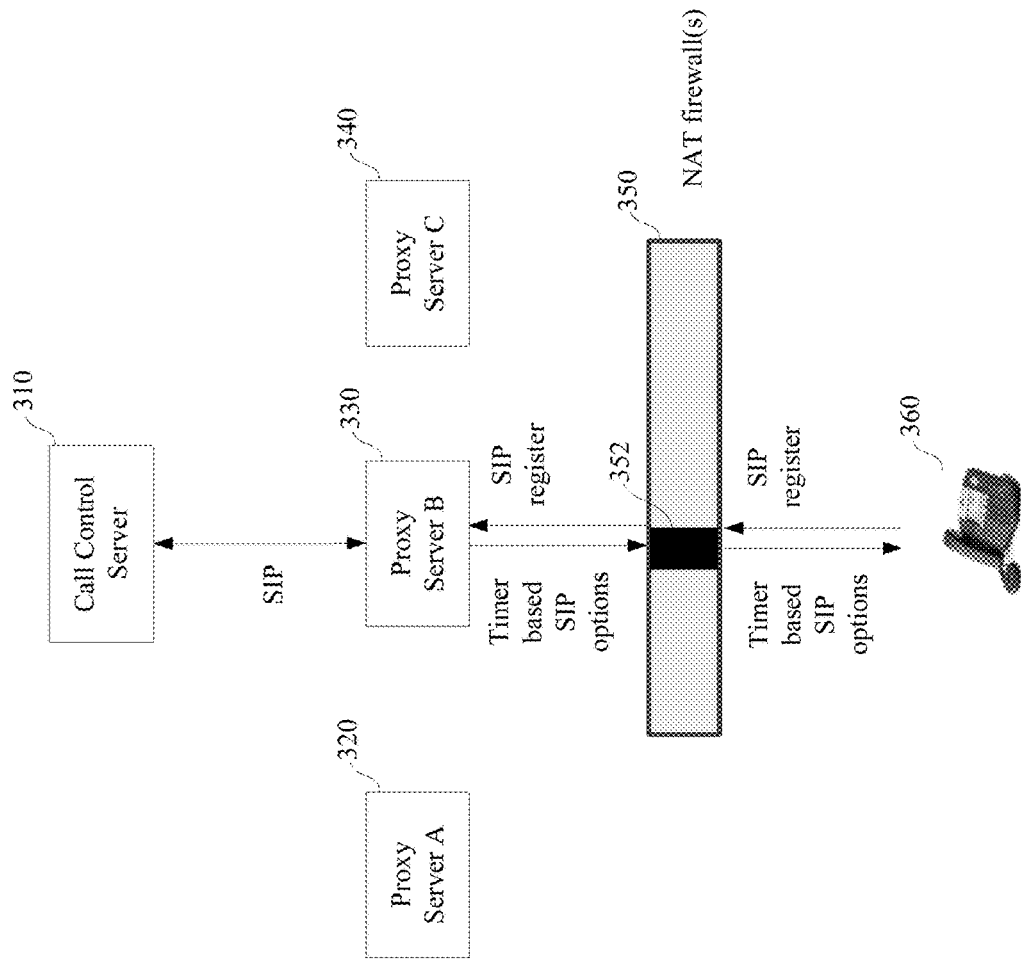 310
Call Control
Server
SIP
320
Proxy
Server A
330
Proxy
Server B
340
Proxy
Server C
Timer
based
SIP
options
SIP
register
352
350
NAT firewall(s)
Timer
based
SIP
options
SIP
register
360